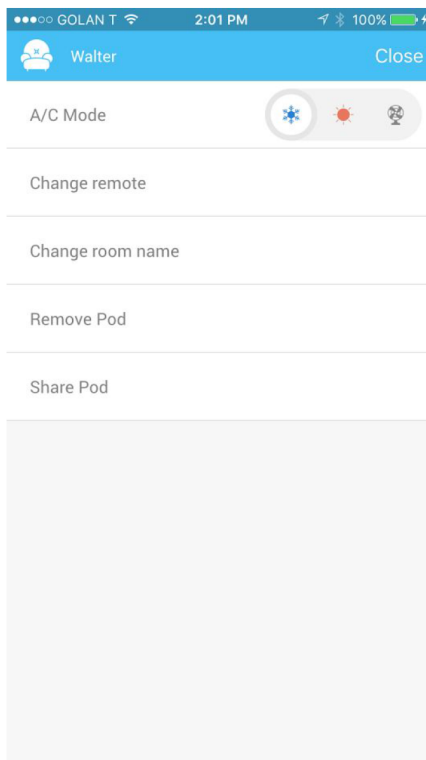 GOLAN T 2:01 PM 100%
Walter Close
A/C Mode
Change remote
Change room name
Remove Pod
Share Pod